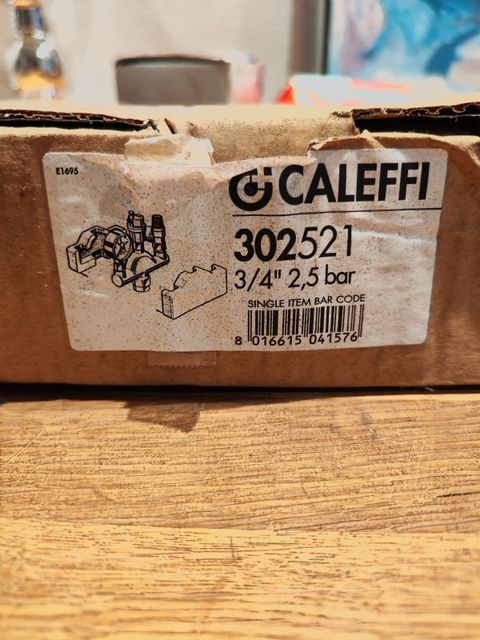 E1695
CALEFFI
302521
3/4" 2,5 bar
SINGLE ITEM BAR CODE
8 016615 041576